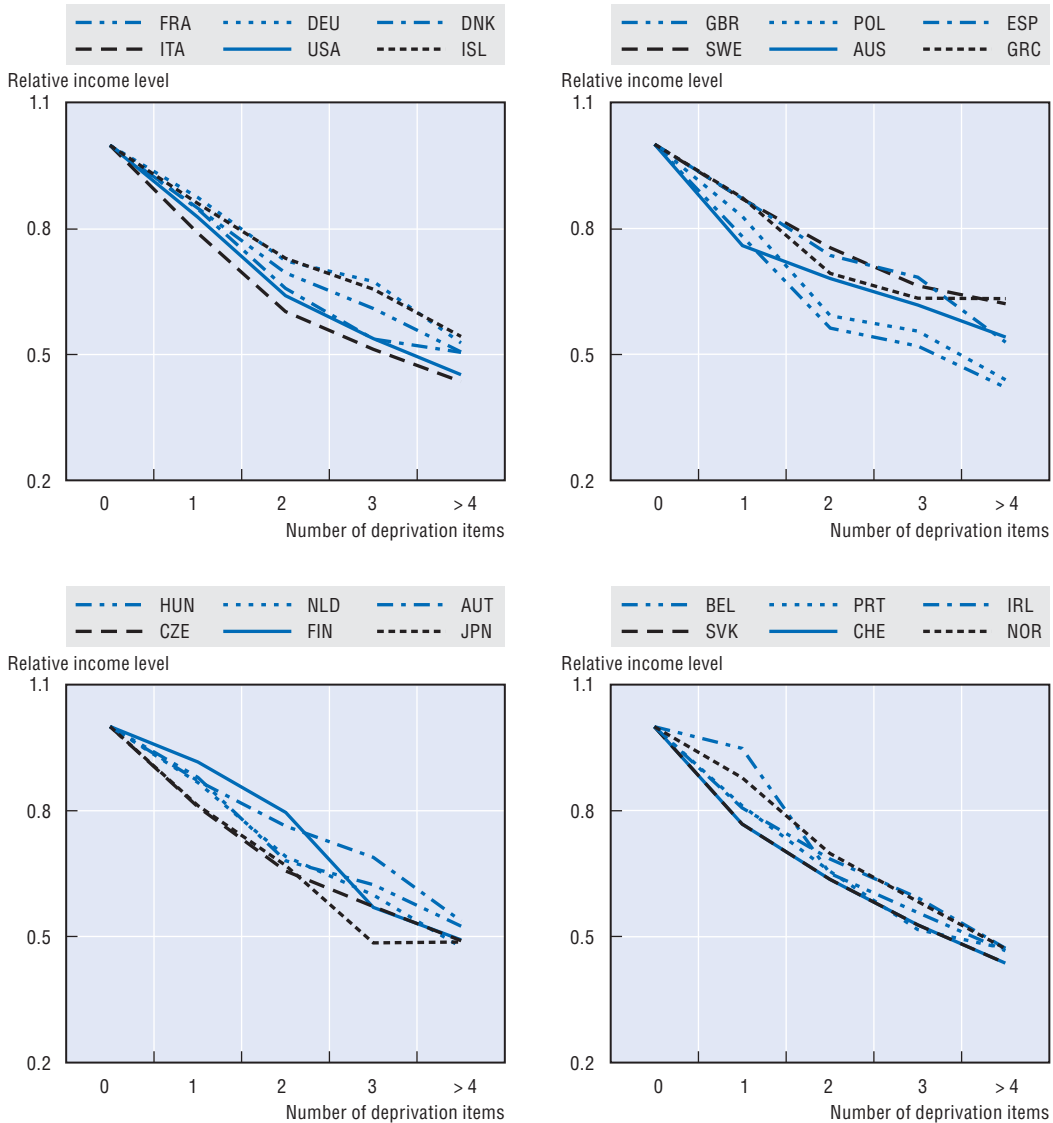 FRA DEU DNK
ITA USA ISL
Relative income level
1.1
0.8
0.5
0.2
0 1 2 3 > 4
Number of deprivation items
GBR POL ESP
SWE AUS GRC
Relative income level
1.1
0.8
0.5
0.2
0 1 2 3 > 4
Number of deprivation items
HUN NLD AUT
CZE FIN JPN
Relative income level
1.1
0.8
0.5
0.2
0 1 2 3 > 4
Number of deprivation items
BEL PRT IRL
SVK CHE NOR
Relative income level
1.1
0.8
0.5
0.2
0 1 2 3 > 4
Number of deprivation items